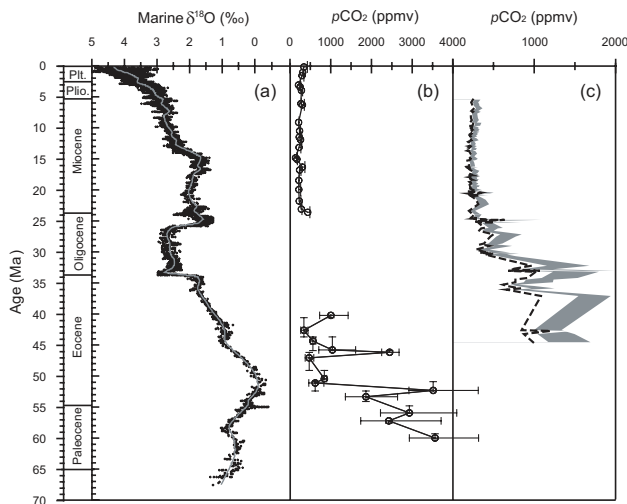 Marine δ¹⁸O (‰) pCO₂ (ppmv) pCO₂ (ppmv)
5 4 3 2 1 0 0 1000 2000 3000 4000 1000 2000
(a) (b) (c)
Age (Ma)
0
5
10
15
20
25
30
35
40
45
50
55
60
65
70
Plt.
Plio.
Miocene
Oligocene
Eocene
Paleocene